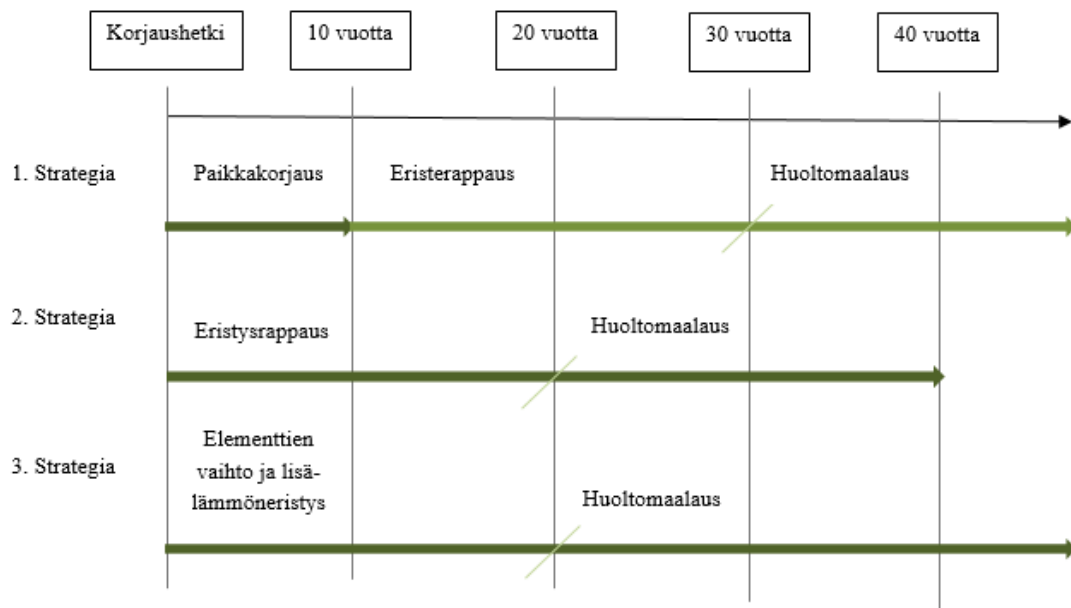 Korjaushetki
10 vuotta
20 vuotta
30 vuotta
40 vuotta
1. Strategia
Paikkakorjaus
Eristerappaus
Huoltomaalaus
2. Strategia
Eristysrappaus
Huoltomaalaus
3. Strategia
Elementtien
vaihto ja lisä-
lämmöneristys
Huoltomaalaus